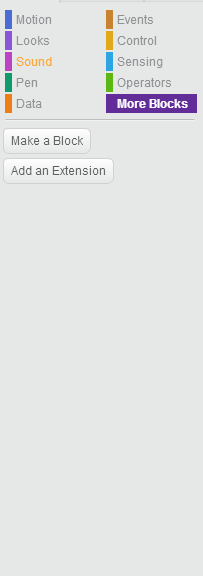 Motion Events
Looks Control
Sound Sensing
Pen Operators
Data More Blocks
Make a Block
Add an Extension